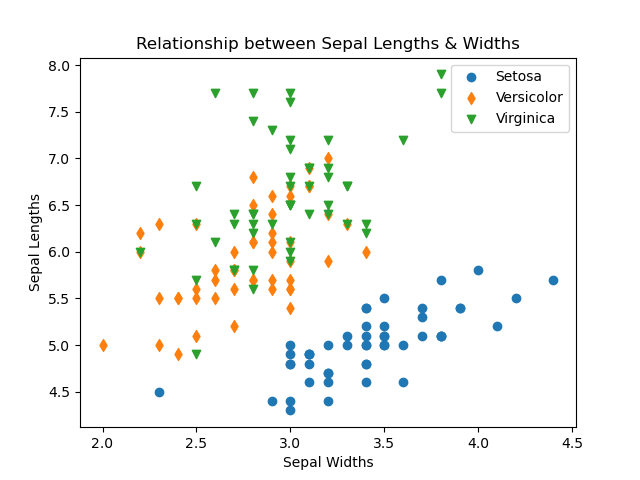 Relationship between Sepal Lengths & Widths
Setosa
Versicolor
Virginica
8.0
7.5
7.0
6.5
6.0
5.5
5.0
4.5
Sepal Lengths
2.0 2.5 3.0 3.5 4.0 4.5
Sepal Widths